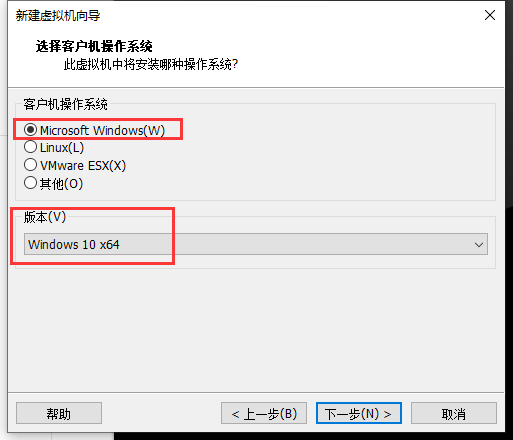 新建虚拟机向导
选择客户机操作系统
此虚拟机中将安装哪种操作系统?
客户机操作系统
Microsoft Windows(W)
Linux(L)
VMware ESX(X)
其他(O)
版本(V)
Windows 10 x64
帮助
< 上一步(B)
下一步(N) >
取消